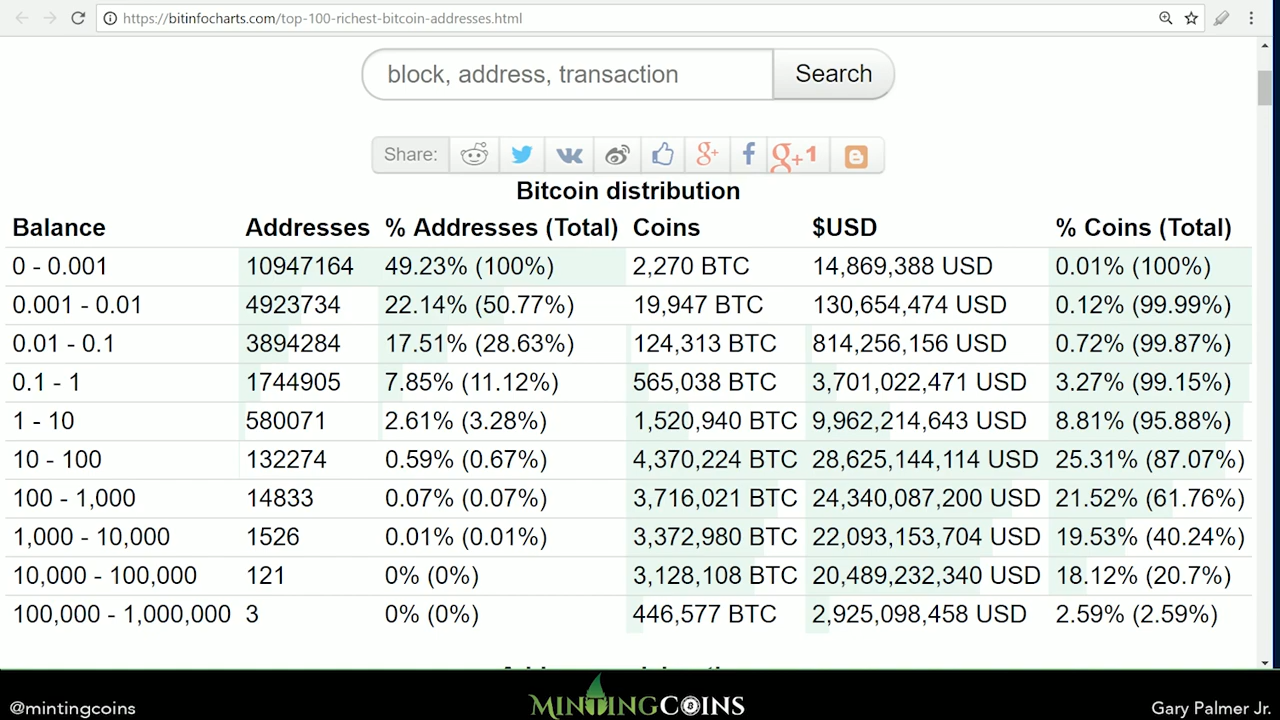 https://bitinfocharts.com/top-100-richest-bitcoin-addresses.html
block, address, transaction Search
Share: g+ f g+1
Bitcoin distribution
Balance Addresses % Addresses (Total) Coins $USD % Coins (Total)
0 - 0.001 10947164 49.23% (100%) 2,270 BTC 14,869,388 USD 0.01% (100%)
0.001 - 0.01 4923734 22.14% (50.77%) 19,947 BTC 130,654,474 USD 0.12% (99.99%)
0.01 - 0.1 3894284 17.51% (28.63%) 124,313 BTC 814,256,156 USD 0.72% (99.87%)
0.1 - 1 1744905 7.85% (11.12%) 565,038 BTC 3,701,022,471 USD 3.27% (99.15%)
1 - 10 580071 2.61% (3.28%) 1,520,940 BTC 9,962,214,643 USD 8.81% (95.88%)
10 - 100 132274 0.59% (0.67%) 4,370,224 BTC 28,625,144,114 USD 25.31% (87.07%)
100 - 1,000 14833 0.07% (0.07%) 3,716,021 BTC 24,340,087,200 USD 21.52% (61.76%)
1,000 - 10,000 1526 0.01% (0.01%) 3,372,980 BTC 22,093,153,704 USD 19.53% (40.24%)
10,000 - 100,000 121 0% (0%) 3,128,108 BTC 20,489,232,340 USD 18.12% (20.7%)
100,000 - 1,000,000 3 0% (0%) 446,577 BTC 2,925,098,458 USD 2.59% (2.59%)
@mintingcoins MINTINGCOINS Gary Palmer Jr.